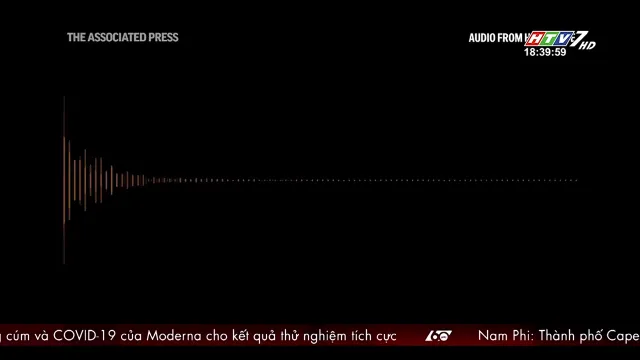 THE ASSOCIATED PRESS
AUDIO FROM
HTV7 HD
18:39:59
cúm và COVID-19 của Moderna cho kết quả thử nghiệm tích cực
60
Nam Phi: Thành phố Cape